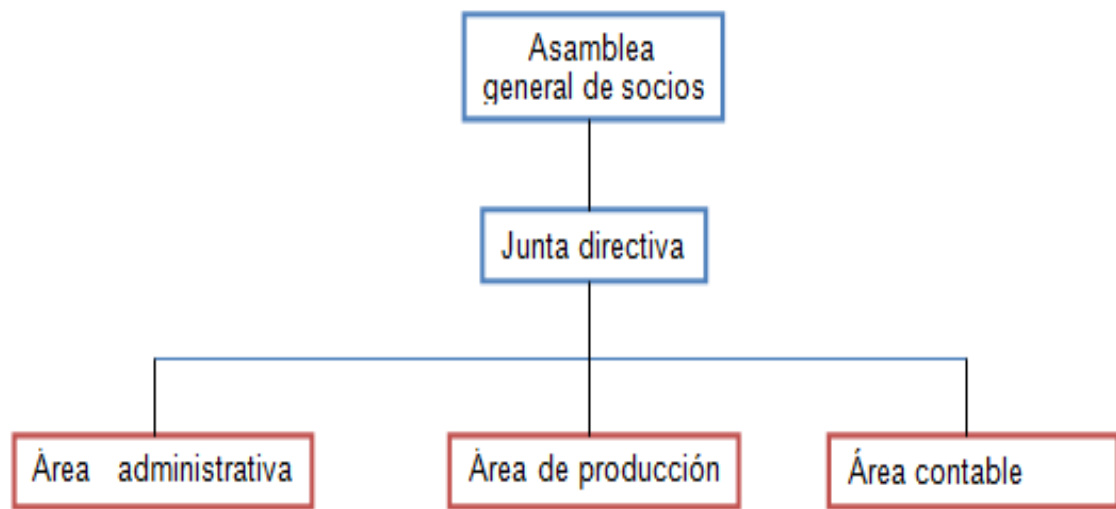 Asamblea
general de socios
Junta directiva
Área administrativa
Área de producción
Área contable